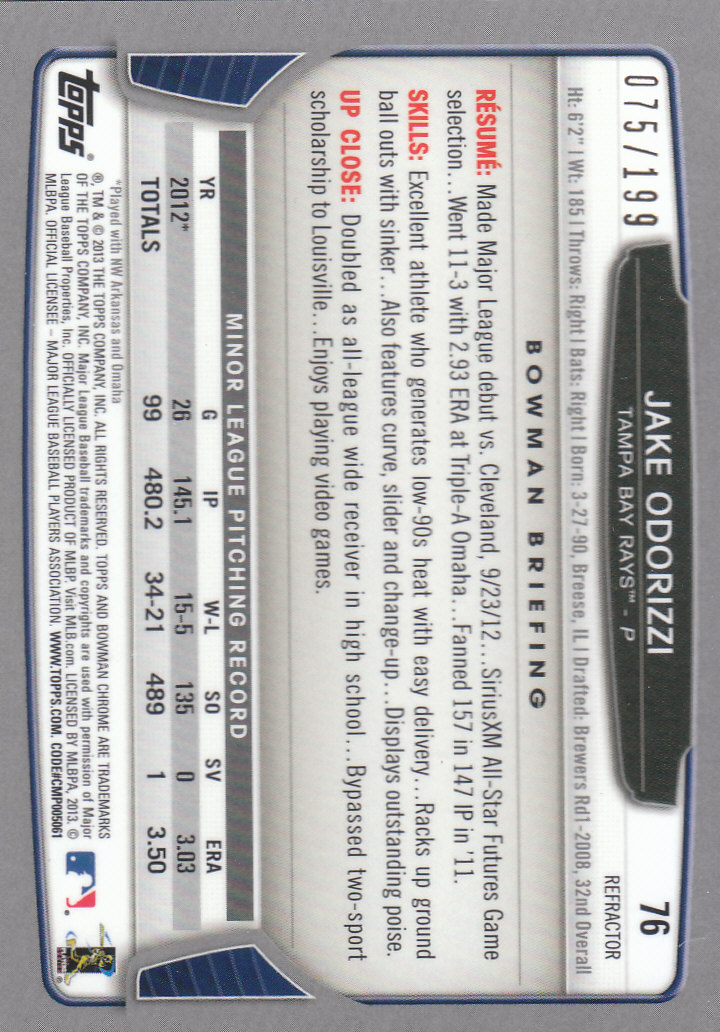 075/199
JAKE ODORIZZI
TAMPA BAY RAYS™ - P
76
REFRACTOR
Ht: 6'2" | Wt: 185 | Throws: Right | Bats: Right | Born: 3-27-90, Breese, IL | Drafted: Brewers Rd1-2008, 32nd Overall
BOWMAN BRIEFING
RÉSUMÉ: Made Major League debut vs. Cleveland, 9/23/12...SiriusXM All-Star Futures Game
selection...Went 11-3 with 2.93 ERA at Triple-A Omaha...Fanned 157 in 147 IP in '11.
SKILLS: Excellent athlete who generates low-90s heat with easy delivery...Racks up ground
ball outs with sinker...Also features curve, slider and change-up...Displays outstanding poise.
UP CLOSE: Doubled as all-league wide receiver in high school...Bypassed two-sport
scholarship to Louisville...Enjoys playing video games.
MINOR LEAGUE PITCHING RECORD
YR G IP W-L SO SV ERA
2012* 26 145.1 15-5 135 0 3.03
TOTALS 99 480.2 34-21 489 1 3.50
*Played with NW Arkansas and Omaha
®, TM & © 2013 THE TOPPS COMPANY, INC. ALL RIGHTS RESERVED. TOPPS AND BOWMAN CHROME ARE TRADEMARKS
OF THE TOPPS COMPANY, INC. Major League Baseball trademarks and copyrights are used with permission of Major
League Baseball Properties, Inc. OFFICIALLY LICENSED PRODUCT OF MLBP. Visit MLB.com. LICENSED BY MLBPA, 2013. ©
MLBPA. OFFICIAL LICENSEE – MAJOR LEAGUE BASEBALL PLAYERS ASSOCIATION. WWW.TOPPS.COM. CODE#CMP005061
Topps®